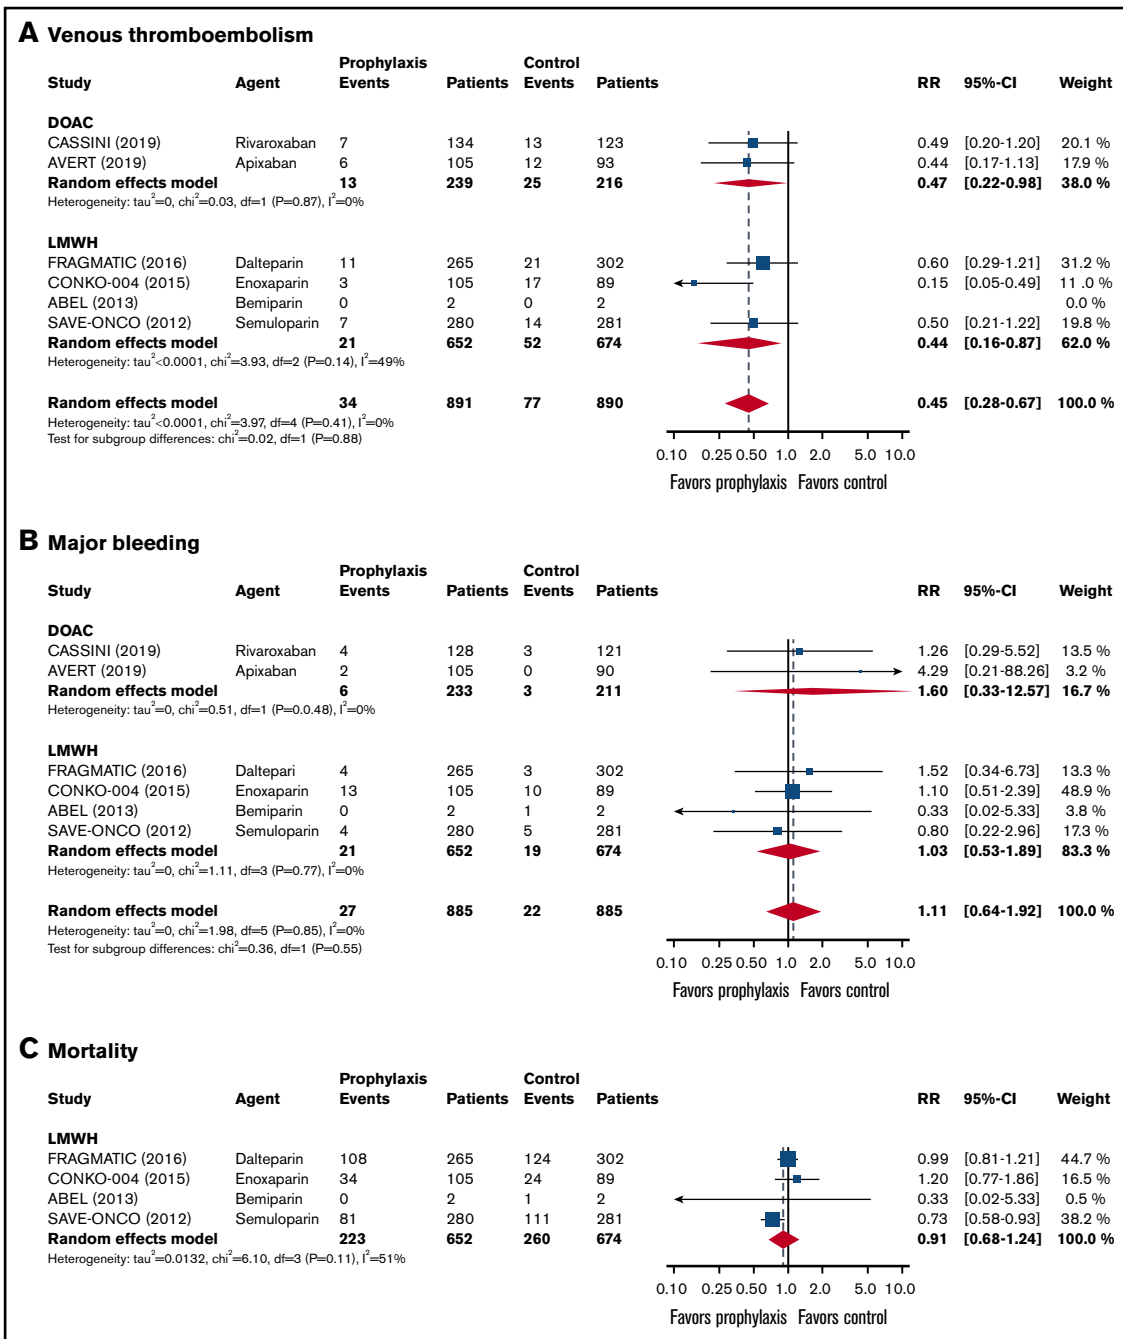 A Venous thromboembolism
Prophylaxis Control
Study Agent Events Patients Events Patients RR 95%-CI Weight
DOAC
CASSINI (2019) Rivaroxaban 7 134 13 123 0.49 [0.20-1.20] 20.1 %
AVERT (2019) Apixaban 6 105 12 93 0.44 [0.17-1.13] 17.9 %
Random effects model 13 239 25 216 0.47 [0.22-0.98] 38.0 %
Heterogeneity: tau²=0, chi²=0.03, df=1 (P=0.87), I²=0%
LMWH
FRAGMATIC (2016) Dalteparin 11 265 21 302 0.60 [0.29-1.21] 31.2 %
CONKO-004 (2015) Enoxaparin 3 105 17 89 0.15 [0.05-0.49] 11 .0 %
ABEL (2013) Bemiparin 0 2 0 2 0.0 %
SAVE-ONCO (2012) Semuloparin 7 280 14 281 0.50 [0.21-1.22] 19.8 %
Random effects model 21 652 52 674 0.44 [0.16-0.87] 62.0 %
Heterogeneity: tau²<0.0001, chi²=3.93, df=2 (P=0.14), I²=49%
Random effects model 34 891 77 890 0.45 [0.28-0.67] 100.0 %
Heterogeneity: tau²<0.0001, chi²=3.97, df=4 (P=0.41), I²=0%
Test for subgroup differences: chi²=0.02, df=1 (P=0.88)
0.10 0.25 0.50 1.0 2.0 5.0 10.0
Favors prophylaxis Favors control
B Major bleeding
Prophylaxis Control
Study Agent Events Patients Events Patients RR 95%-CI Weight
DOAC
CASSINI (2019) Rivaroxaban 4 128 3 121 1.26 [0.29-5.52] 13.5 %
AVERT (2019) Apixaban 2 105 0 90 4.29 [0.21-88.26] 3.2 %
Random effects model 6 233 3 211 1.60 [0.33-12.57] 16.7 %
Heterogeneity: tau²=0, chi²=0.51, df=1 (P=0.0.48), I²=0%
LMWH
FRAGMATIC (2016) Daltepari 4 265 3 302 1.52 [0.34-6.73] 13.3 %
CONKO-004 (2015) Enoxaparin 13 105 10 89 1.10 [0.51-2.39] 48.9 %
ABEL (2013) Bemiparin 0 2 1 2 0.33 [0.02-5.33] 3.8 %
SAVE-ONCO (2012) Semuloparin 4 280 5 281 0.80 [0.22-2.96] 17.3 %
Random effects model 21 652 19 674 1.03 [0.53-1.89] 83.3 %
Heterogeneity: tau²=0, chi²=1.11, df=3 (P=0.77), I²=0%
Random effects model 27 885 22 885 1.11 [0.64-1.92] 100.0 %
Heterogeneity: tau²=0, chi²=1.98, df=5 (P=0.85), I²=0%
Test for subgroup differences: chi²=0.36, df=1 (P=0.55)
0.10 0.25 0.50 1.0 2.0 5.0 10.0
Favors prophylaxis Favors control
C Mortality
Prophylaxis Control
Study Agent Events Patients Events Patients RR 95%-CI Weight
LMWH
FRAGMATIC (2016) Dalteparin 108 265 124 302 0.99 [0.81-1.21] 44.7 %
CONKO-004 (2015) Enoxaparin 34 105 24 89 1.20 [0.77-1.86] 16.5 %
ABEL (2013) Bemiparin 0 2 1 2 0.33 [0.02-5.33] 0.5 %
SAVE-ONCO (2012) Semuloparin 81 280 111 281 0.73 [0.58-0.93] 38.2 %
Random effects model 223 652 260 674 0.91 [0.68-1.24] 100.0 %
Heterogeneity: tau²=0.0132, chi²=6.10, df=3 (P=0.11), I²=51%
0.10 0.25 0.50 1.0 2.0 5.0 10.0
Favors prophylaxis Favors control